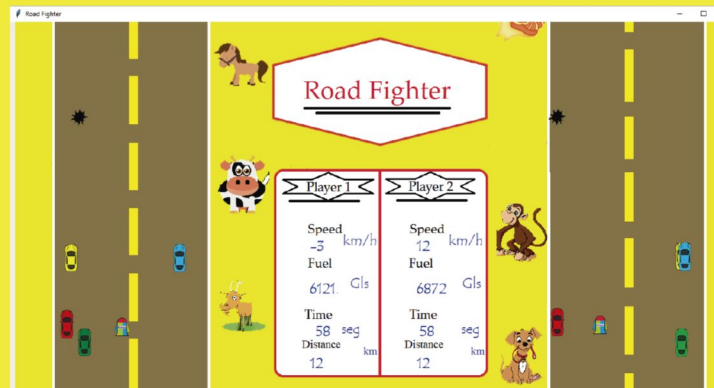 Road Fighter
Road Fighter
Player 1
Player 2
Speed
-3 km/h
Fuel
6121. Gls
Time
58 seg
Distance
12 km
Speed
12 km/h
Fuel
6872 Gls
Time
58 seg
Distance
12 km